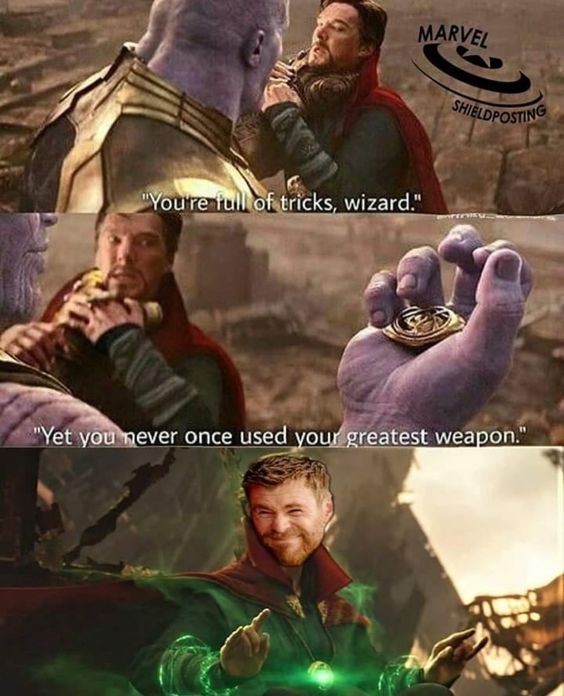 MARVEL
SHIELDPOSTING
"You're full of tricks, wizard."
"Yet you never once used your greatest weapon."